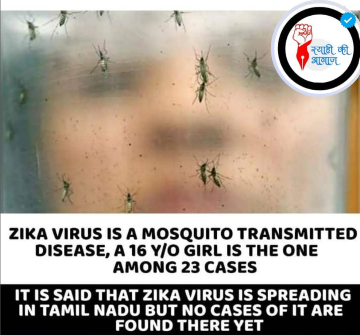 स्याही की
आवाज़
ZIKA VIRUS IS A MOSQUITO TRANSMITTED
DISEASE, A 16 Y/O GIRL IS THE ONE
AMONG 23 CASES
IT IS SAID THAT ZIKA VIRUS IS SPREADING
IN TAMIL NADU BUT NO CASES OF IT ARE
FOUND THERE YET